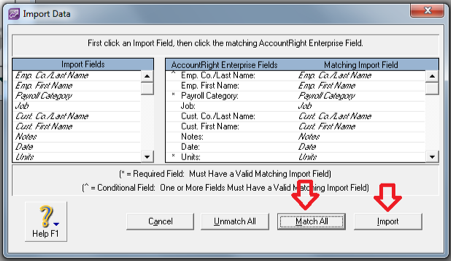 Import Data
First click an Import Field, then click the matching AccountRight Enterprise Field.
Import Fields
Emp. Co./Last Name
Emp. First Name
Payroll Category
Job
Cust. Co./Last Name
Cust. First Name
Notes
Date
Units
AccountRight Enterprise Fields Matching Import Field
^ Emp. Co./Last Name: Emp. Co./Last Name
Emp. First Name: Emp. First Name
* Payroll Category: Payroll Category
Job: Job
Cust. Co./Last Name: Cust. Co./Last Name
Cust. First Name: Cust. First Name
Notes: Notes
Date: Date
* Units: Units
(* = Required Field: Must Have a Valid Matching Import Field)
(^ = Conditional Field: One or More Fields Must Have a Valid Matching Import Field)
? Help F1
Cancel
Unmatch All
Match All
Import